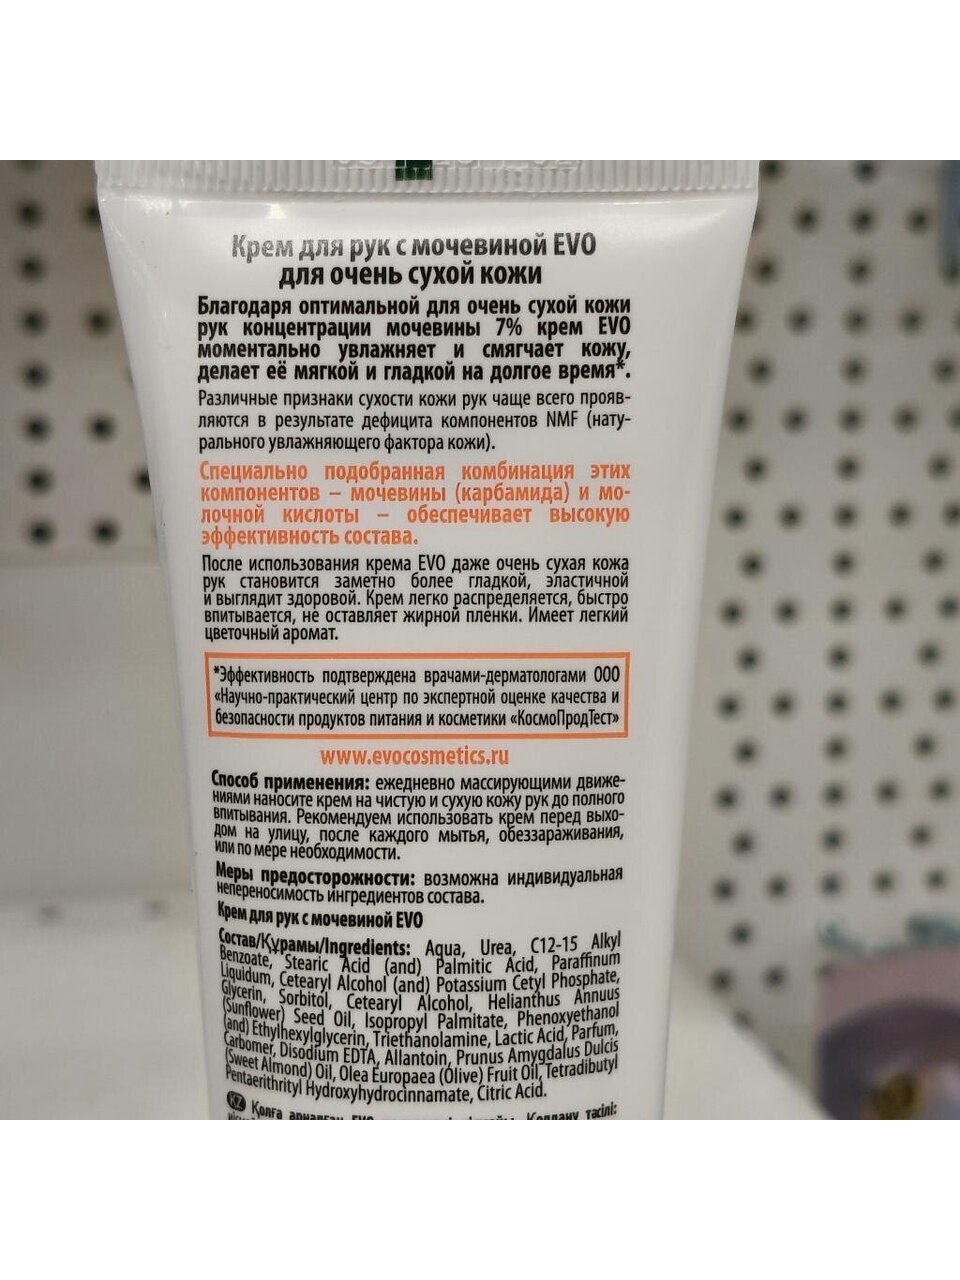 Крем для рук с мочевиной EVO
для очень сухой кожи
Благодаря оптимальной для очень сухой кожи
рук концентрации мочевины 7% крем EVO
моментально увлажняет и смягчает кожу,
делает её мягкой и гладкой на долгое время*.
Различные признаки сухости кожи рук чаще всего прояв-
ляются в результате дефицита компонентов NMF (нату-
рального увлажняющего фактора кожи).
Специально подобранная комбинация этих
компонентов – мочевины (карбамида) и мо-
лочной кислоты – обеспечивает высокую
эффективность состава.
После использования крема EVO даже очень сухая кожа
рук становится заметно более гладкой, эластичной
и выглядит здоровой. Крем легко распределяется, быстро
впитывается, не оставляет жирной пленки. Имеет легкий
цветочный аромат.
*Эффективность подтверждена врачами-дерматологами ООО
«Научно-практический центр по экспертной оценке качества и
безопасности продуктов питания и косметики «КосмоПродТест»
www.evocosmetics.ru
Способ применения: ежедневно массирующими движе-
ниями наносите крем на чистую и сухую кожу рук до полного
впитывания. Рекомендуем использовать крем перед выхо-
дом на улицу, после каждого мытья, обеззараживания,
или по мере необходимости.
Меры предосторожности: возможна индивидуальная
непереносимость ингредиентов состава.
Крем для рук с мочевиной EVO
Состав/Құрамы/Ingredients: Aqua, Urea, C12-15 Alkyl
Benzoate, Stearic Acid (and) Palmitic Acid, Paraffinum
Liquidum, Cetearyl Alcohol (and) Potassium Cetyl Phosphate,
Glycerin, Sorbitol, Cetearyl Alcohol, Helianthus Annuus
(Sunflower) Seed Oil, Isopropyl Palmitate, Phenoxyethanol
(and) Ethylhexylglycerin, Triethanolamine, Lactic Acid, Parfum,
Carbomer, Disodium EDTA, Allantoin, Prunus Amygdalus Dulcis
(Sweet Almond) Oil, Olea Europaea (Olive) Fruit Oil, Tetradibutyl
Pentaerithrityl Hydroxyhydrocinnamate, Citric Acid.
KZ Қолға арналған EVO Қолдану тәсілі: